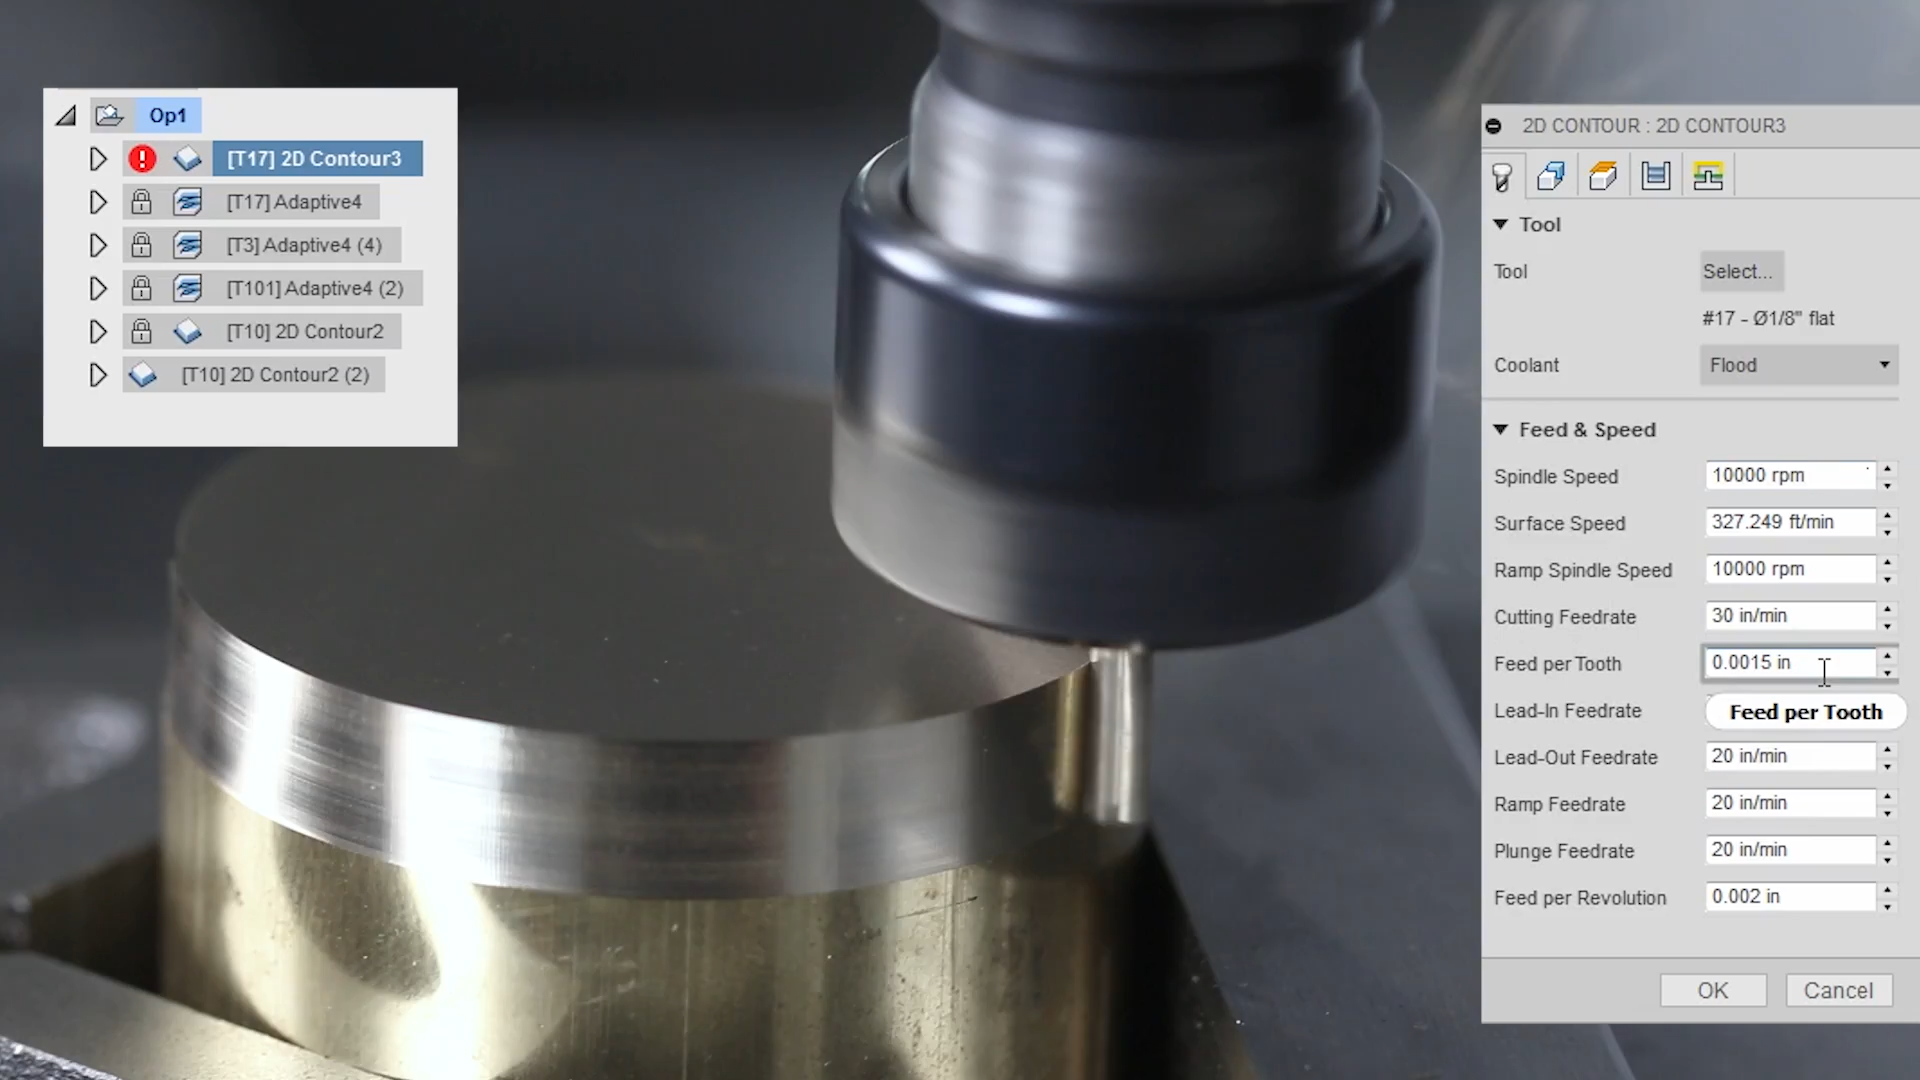 Op1
[T17] 2D Contour3
[T17] Adaptive4
[T3] Adaptive4 (4)
[T101] Adaptive4 (2)
[T10] 2D Contour2
[T10] 2D Contour2 (2)
2D CONTOUR : 2D CONTOUR3
Tool
Tool Select...
#17 - Ø1/8" flat
Coolant Flood
Feed & Speed
Spindle Speed 10000 rpm
Surface Speed 327.249 ft/min
Ramp Spindle Speed 10000 rpm
Cutting Feedrate 30 in/min
Feed per Tooth 0.0015 in
Lead-In Feedrate
Feed per Tooth
Lead-Out Feedrate 20 in/min
Ramp Feedrate 20 in/min
Plunge Feedrate 20 in/min
Feed per Revolution 0.002 in
OK Cancel